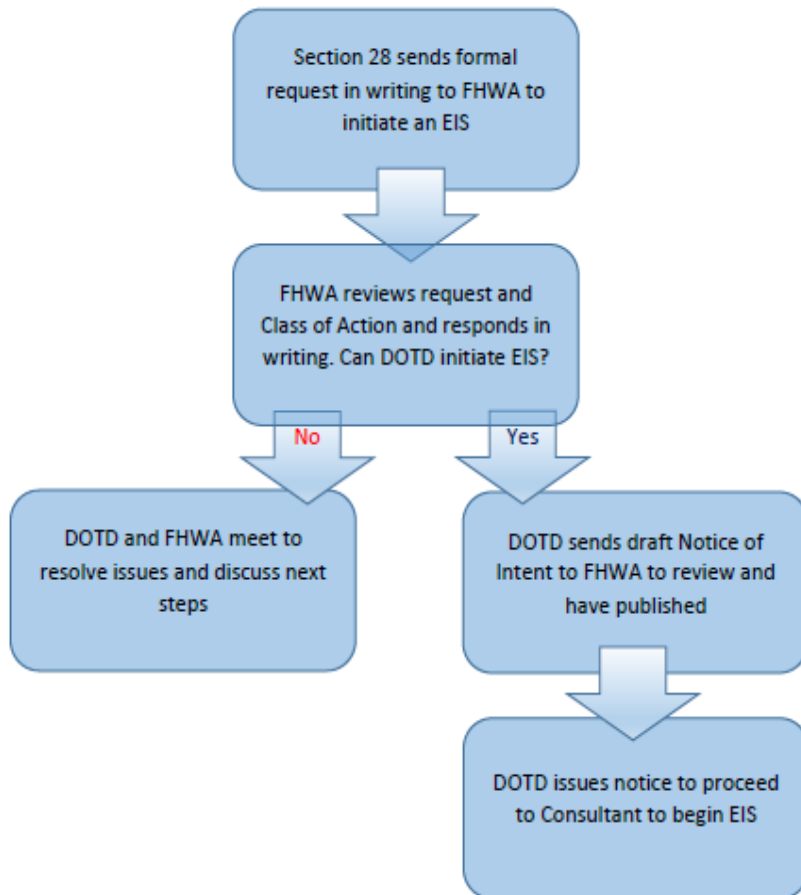 Section 28 sends formal
request in writing to FHWA to
initiate an EIS
FHWA reviews request and
Class of Action and responds in
writing. Can DOTD initiate EIS?
No
Yes
DOTD and FHWA meet to
resolve issues and discuss next
steps
DOTD sends draft Notice of
Intent to FHWA to review and
have published
DOTD issues notice to proceed
to Consultant to begin EIS